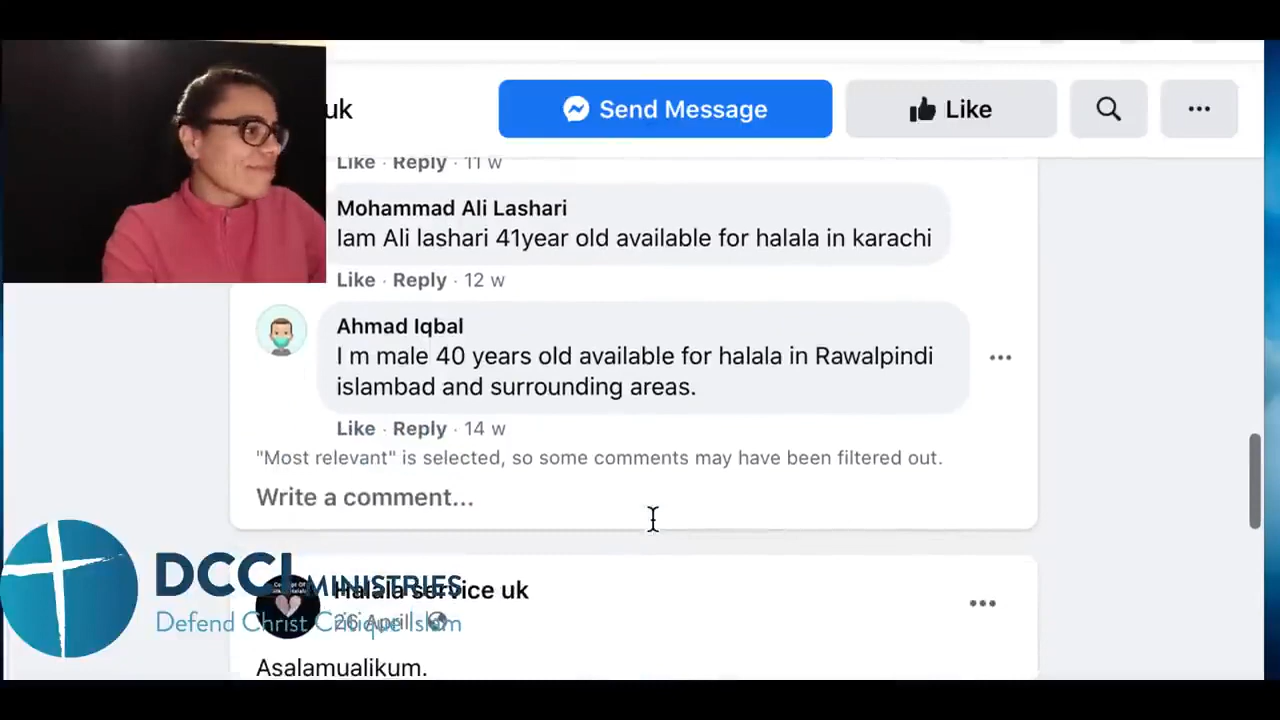 uk
Send Message
Like
Like · Reply · 11 w
Mohammad Ali Lashari
Iam Ali lashari 41year old available for halala in karachi
Like · Reply · 12 w
Ahmad Iqbal
I m male 40 years old available for halala in Rawalpindi
islambad and surrounding areas.
Like · Reply · 14 w
"Most relevant" is selected, so some comments may have been filtered out.
Write a comment...
Halala service uk
26 April
Asalamualikum.
DCCI MINISTRIES
Defend Christ Critique Islam